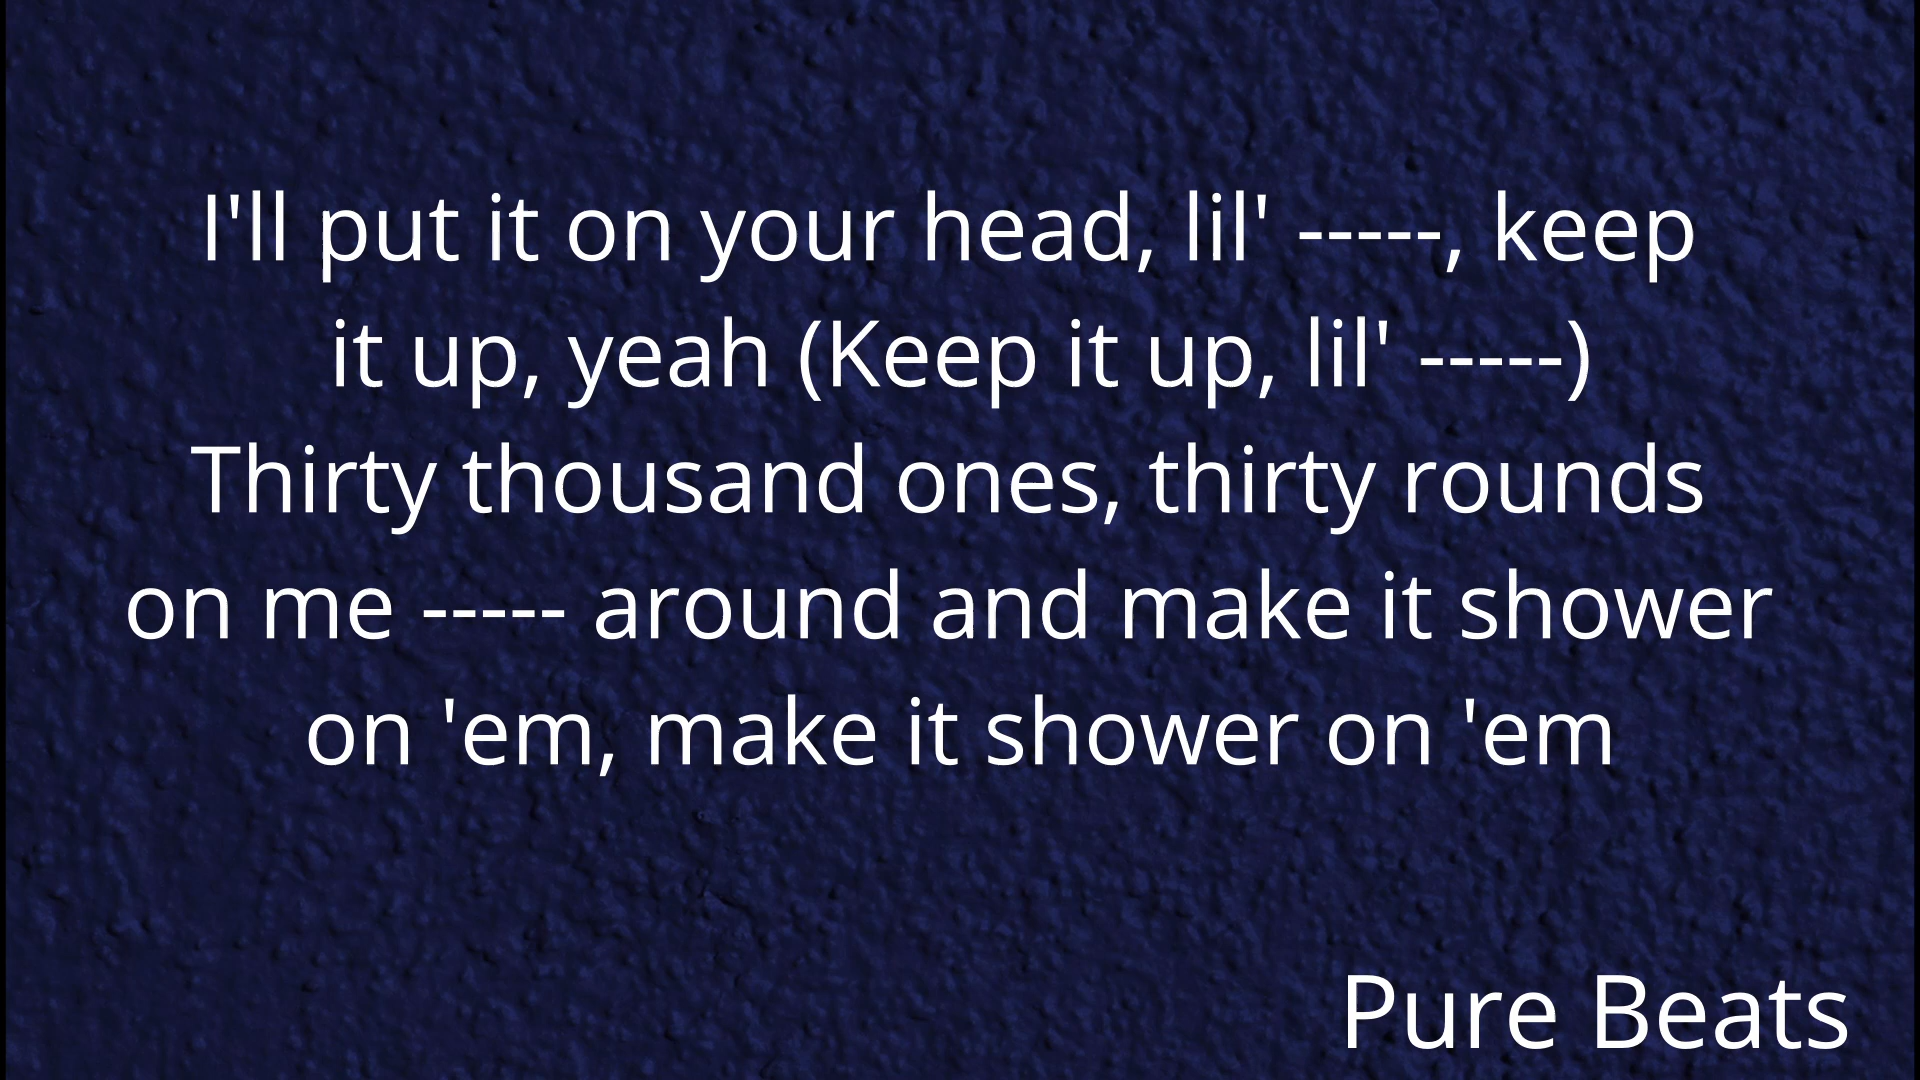 I'll put it on your head, lil' -----, keep
it up, yeah (Keep it up, lil' -----)
Thirty thousand ones, thirty rounds
on me ----- around and make it shower
on 'em, make it shower on 'em
Pure Beats